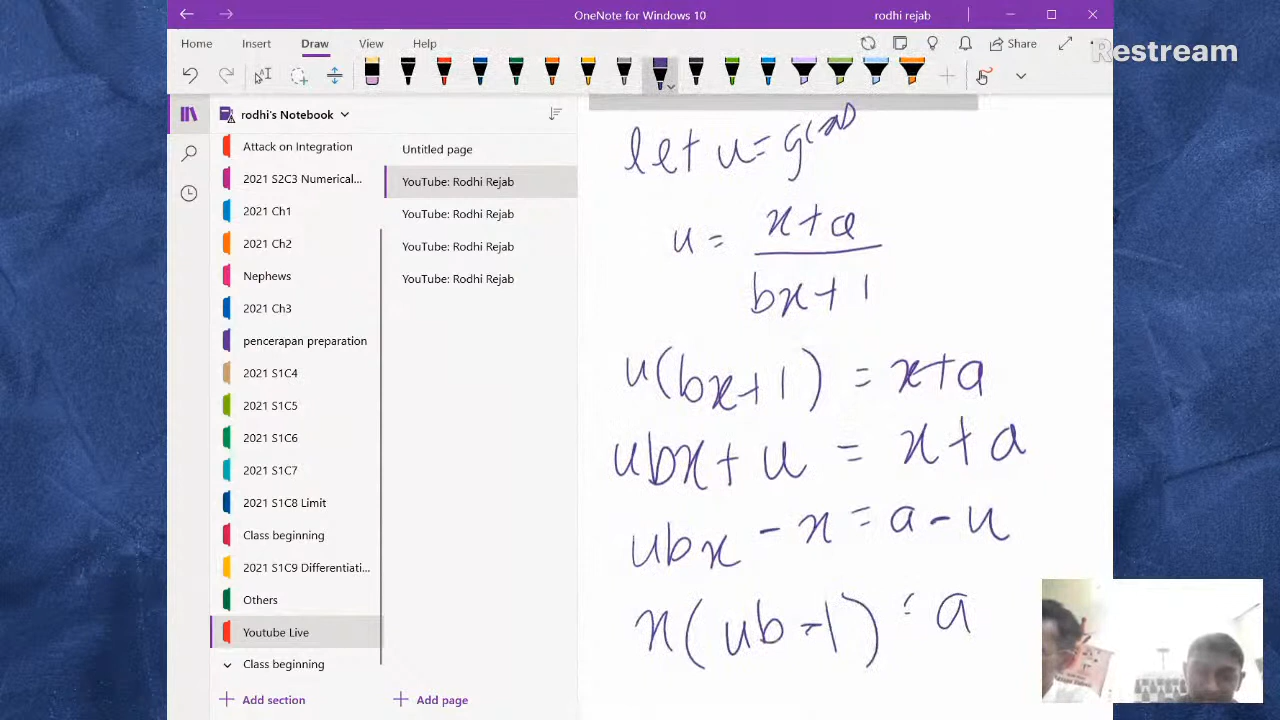 OneNote for Windows 10
rodhi rejab
Restream
Home Insert Draw View Help
Share
rodhi's Notebook
Attack on Integration
2021 S2C3 Numerical...
2021 Ch1
2021 Ch2
Nephews
2021 Ch3
pencerapan preparation
2021 S1C4
2021 S1C5
2021 S1C6
2021 S1C7
2021 S1C8 Limit
Class beginning
2021 S1C9 Differentiati...
Others
Youtube Live
Class beginning
Add section
Untitled page
YouTube: Rodhi Rejab
YouTube: Rodhi Rejab
YouTube: Rodhi Rejab
YouTube: Rodhi Rejab
Add page
let u = g(x)
u = x + a
bx + 1
u(bx+1) = x+a
ubx + u = x + a
ubx - x = a - u
x(ub-1) = a